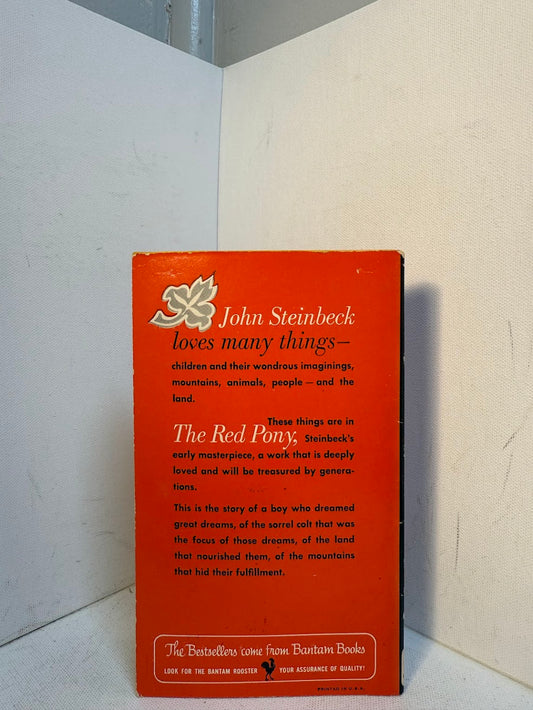 John Steinbeck
loves many things—
children and their wondrous imaginings,
mountains, animals, people — and the
land.
These things are in
The Red Pony, Steinbeck's
early masterpiece, a work that is deeply
loved and will be treasured by genera-
tions.
This is the story of a boy who dreamed
great dreams, of the sorrel colt that was
the focus of those dreams, of the land
that nourished them, of the mountains
that hid their fulfillment.
The Bestsellers come from Bantam Books
LOOK FOR THE BANTAM ROOSTER YOUR ASSURANCE OF QUALITY!
PRINTED IN U.S.A.